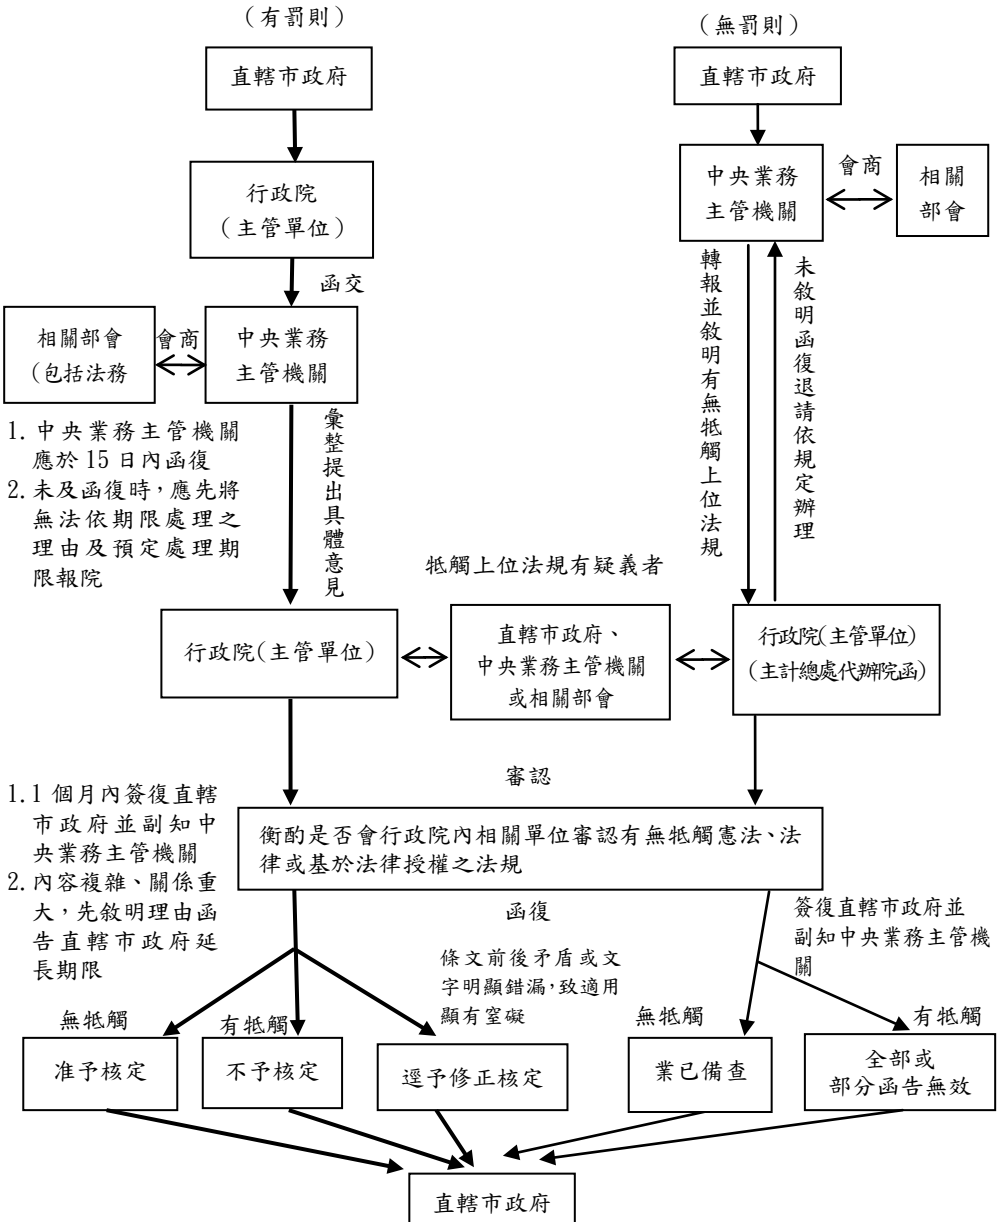 （有罰則）
（無罰則）
直轄市政府
直轄市政府
行政院
（主管單位）
中央業務
主管機關
會商
相關
部會
函交
相關部會
(包括法務
會商
中央業務
主管機關
轉報並敘明有無牴觸上位法規
未敘明函復退請依規定辦理
1. 中央業務主管機關
應於 15 日內函復
2. 未及函復時，應先將
無法依期限處理之
理由及預定處理期
限報院
彙整提出具體意見
牴觸上位法規有疑義者
行政院(主管單位)
直轄市政府、
中央業務主管機關
或相關部會
行政院(主管單位)
(主計總處代辦院函)
審認
1. 1 個月內簽復直轄
市政府並副知中
央業務主管機關
2. 內容複雜、關係重
大，先敘明理由函
告直轄市政府延
長期限
衡酌是否會行政院內相關單位審認有無牴觸憲法、法
律或基於法律授權之法規
函復
簽復直轄市政府並
副知中央業務主管機
關
條文前後矛盾或文
字明顯錯漏，致適用
顯有窒礙
無牴觸
有牴觸
無牴觸
有牴觸
准予核定
不予核定
逕予修正核定
業已備查
全部或
部分函告無效
直轄市政府